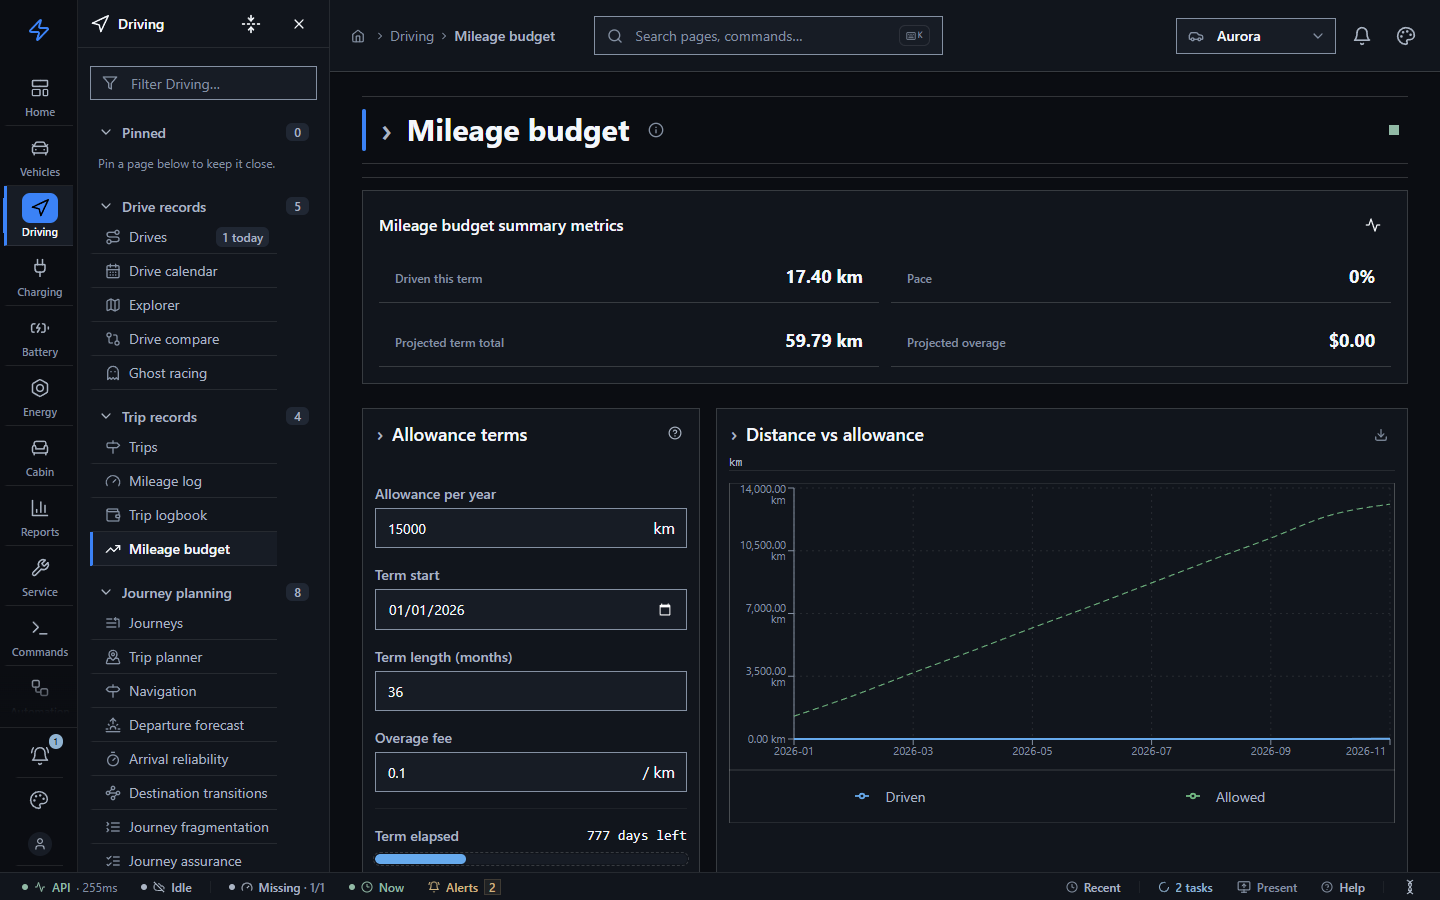 Driving
Driving
Mileage budget
Search pages, commands...
K
Aurora
Home
Vehicles
Driving
Charging
Battery
Energy
Cabin
Reports
Service
Commands
1
Filter Driving...
Pinned
0
Pin a page below to keep it close.
Drive records
5
Drives
1 today
Drive calendar
Explorer
Drive compare
Ghost racing
Trip records
4
Trips
Mileage log
Trip logbook
Mileage budget
Journey planning
8
Journeys
Trip planner
Navigation
Departure forecast
Arrival reliability
Destination transitions
Journey fragmentation
Journey assurance
Mileage budget
Mileage budget summary metrics
Driven this term
17.40 km
Pace
0%
Projected term total
59.79 km
Projected overage
$0.00
Allowance terms
Allowance per year
15000
km
Term start
01/01/2026
Term length (months)
36
Overage fee
0.1
/ km
Term elapsed
777 days left
Distance vs allowance
km
14,000.00 km
10,500.00 km
7,000.00 km
3,500.00 km
0.00 km
2026-01
2026-03
2026-05
2026-07
2026-09
2026-11
Driven
Allowed
API · 255ms
Idle
Missing · 1/1
Now
Alerts 2
Recent
2 tasks
Present
Help